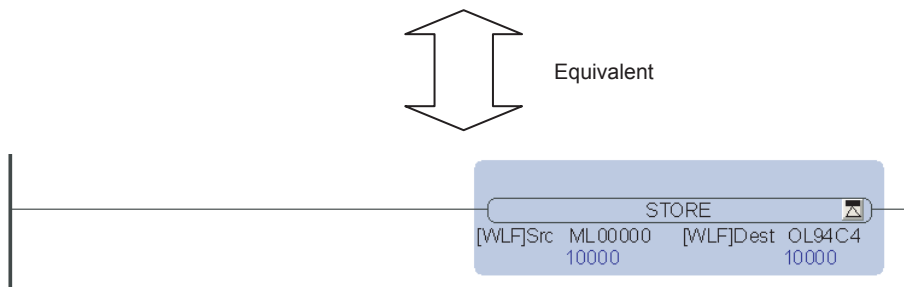 Equivalent
STORE
[WLF]Src ML00000 [WLF]Dest OL94C4
10000 10000